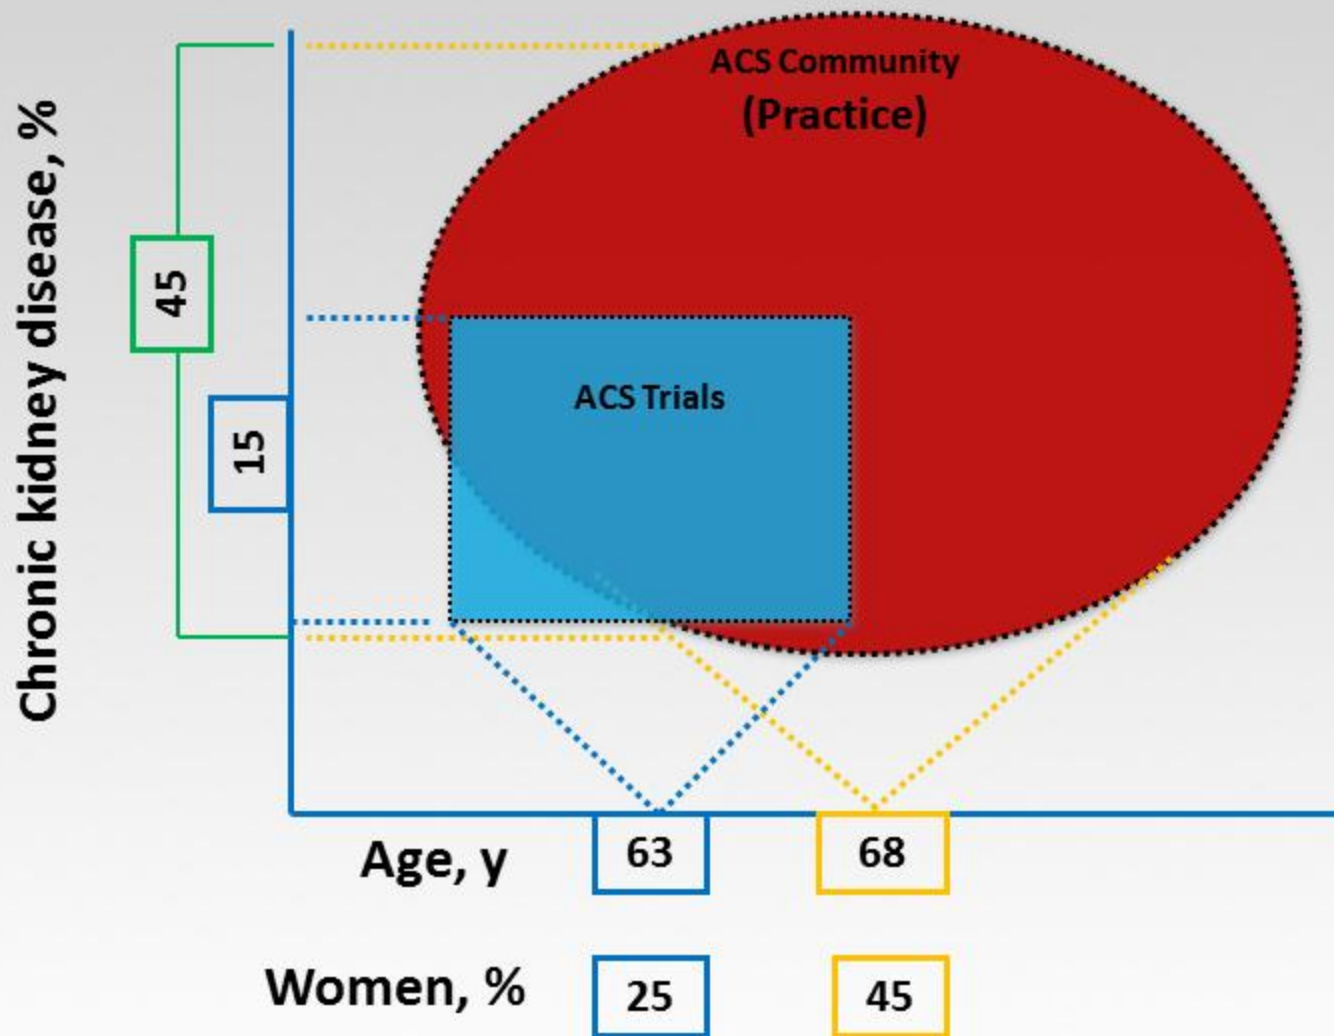 ACS Community
(Practice)
Chronic kidney disease, %
45
15
ACS Trials
Age, y 63 68
Women, % 25 45